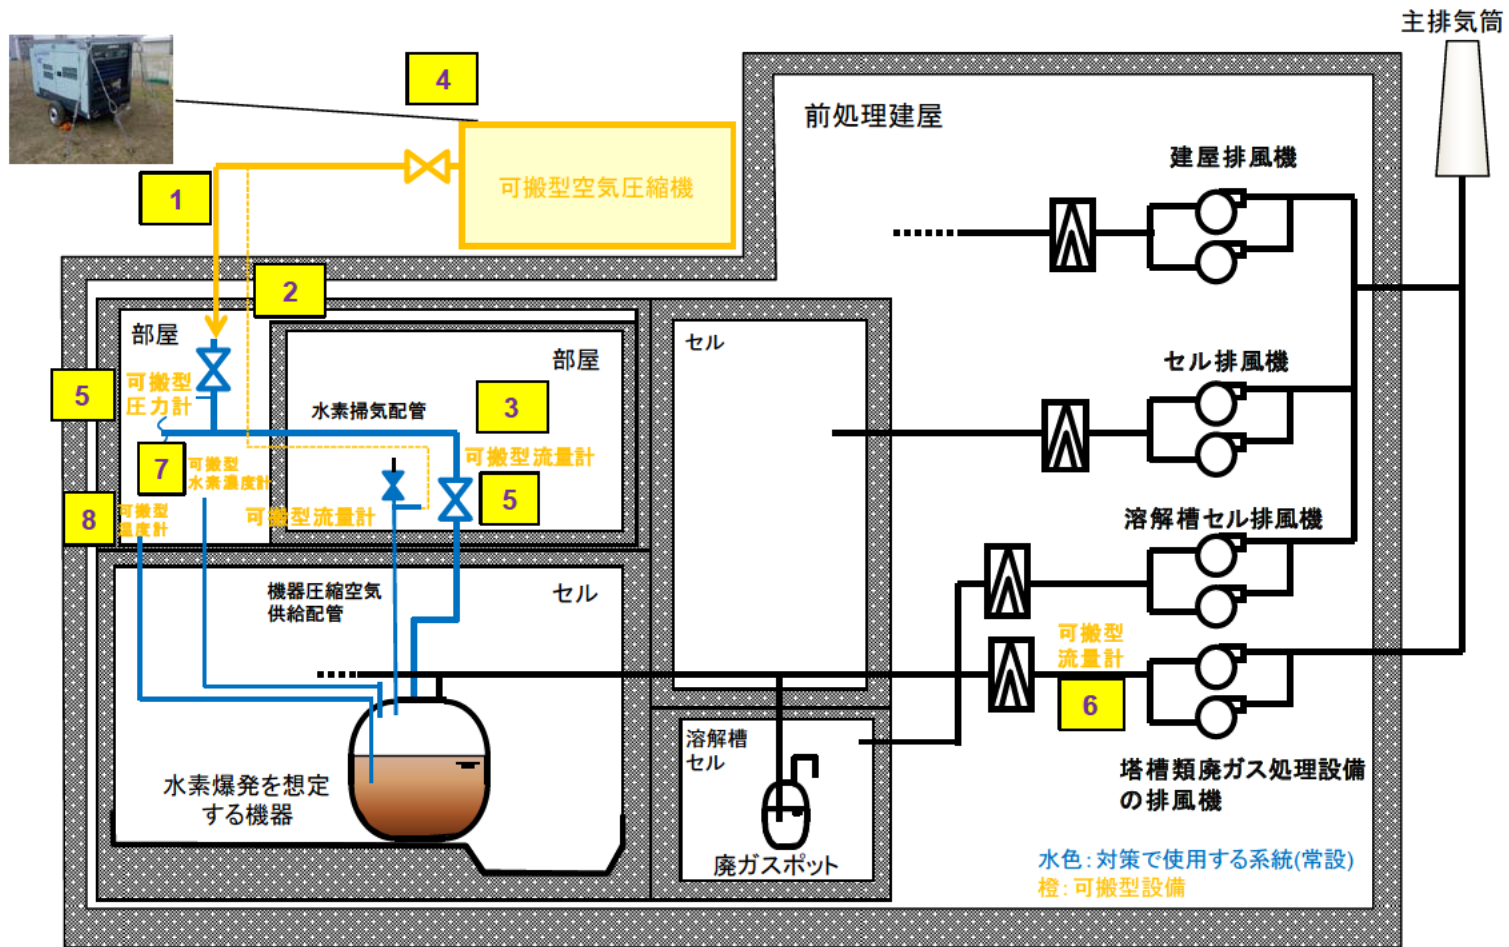 主排気筒
4
前処理建屋
建屋排風機
可搬型空気圧縮機
1
2
部屋
部屋
セル
セル排風機
5
可搬型
圧力計
3
水素掃気配管
7
可搬型
水素濃度計
可搬型流量計
5
8
可搬型
温度計
可搬型流量計
溶解槽セル排風機
機器圧縮空気
供給配管
セル
可搬型
流量計
6
溶解槽
セル
水素爆発を想定
する機器
塔槽類廃ガス処理設備
の排風機
廃ガスポット
水色：対策で使用する系統(常設)
橙：可搬型設備